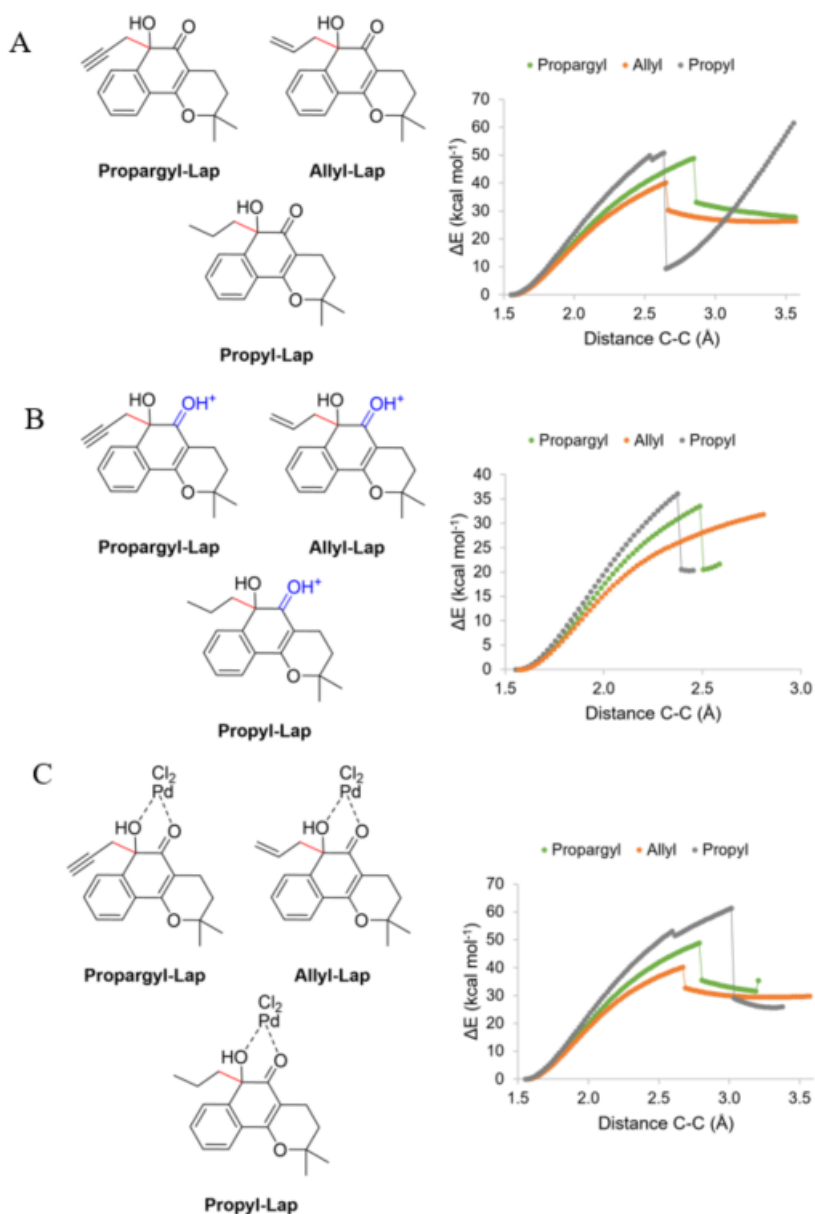 A
HO O
O
Propargyl-Lap
HO O
O
Allyl-Lap
HO O
O
Propyl-Lap
Propargyl Allyl Propyl
ΔE (kcal mol-1)
70
60
50
40
30
20
10
0
1.5 2.0 2.5 3.0 3.5
Distance C-C (Å)
B
HO OH+
O
Propargyl-Lap
HO OH+
O
Allyl-Lap
HO OH+
O
Propyl-Lap
Propargyl Allyl Propyl
ΔE (kcal mol-1)
40
35
30
25
20
15
10
5
0
1.5 2.0 2.5 3.0
Distance C-C (Å)
C
Cl2
Pd
HO O
O
Propargyl-Lap
Cl2
Pd
HO O
O
Allyl-Lap
Cl2
Pd
HO O
O
Propyl-Lap
Propargyl Allyl Propyl
ΔE (kcal mol-1)
70
60
50
40
30
20
10
0
1.5 2.0 2.5 3.0 3.5
Distance C-C (Å)